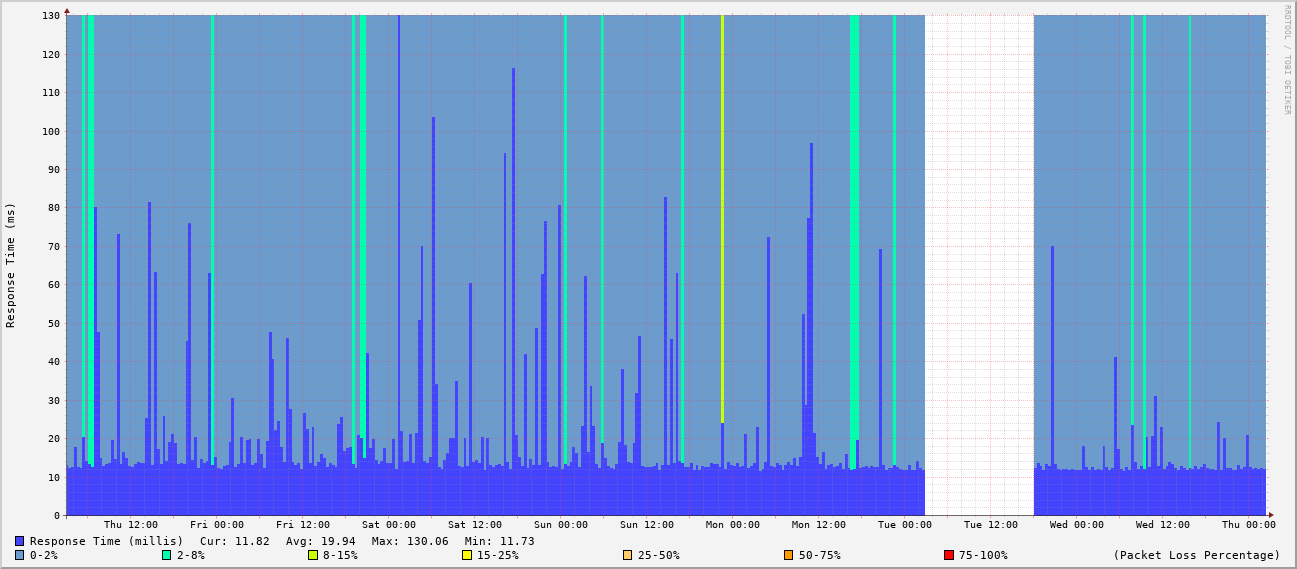 RRDTOOL / TOBI OETIKER
Response Time (ms)
130
120
110
100
90
80
70
60
50
40
30
20
10
0
Thu 12:00 Fri 00:00 Fri 12:00 Sat 00:00 Sat 12:00 Sun 00:00 Sun 12:00 Mon 00:00 Mon 12:00 Tue 00:00 Tue 12:00 Wed 00:00 Wed 12:00 Thu 00:00
Response Time (millis) Cur: 11.82 Avg: 19.94 Max: 130.06 Min: 11.73
0-2% 2-8% 8-15% 15-25% 25-50% 50-75% 75-100% (Packet Loss Percentage)